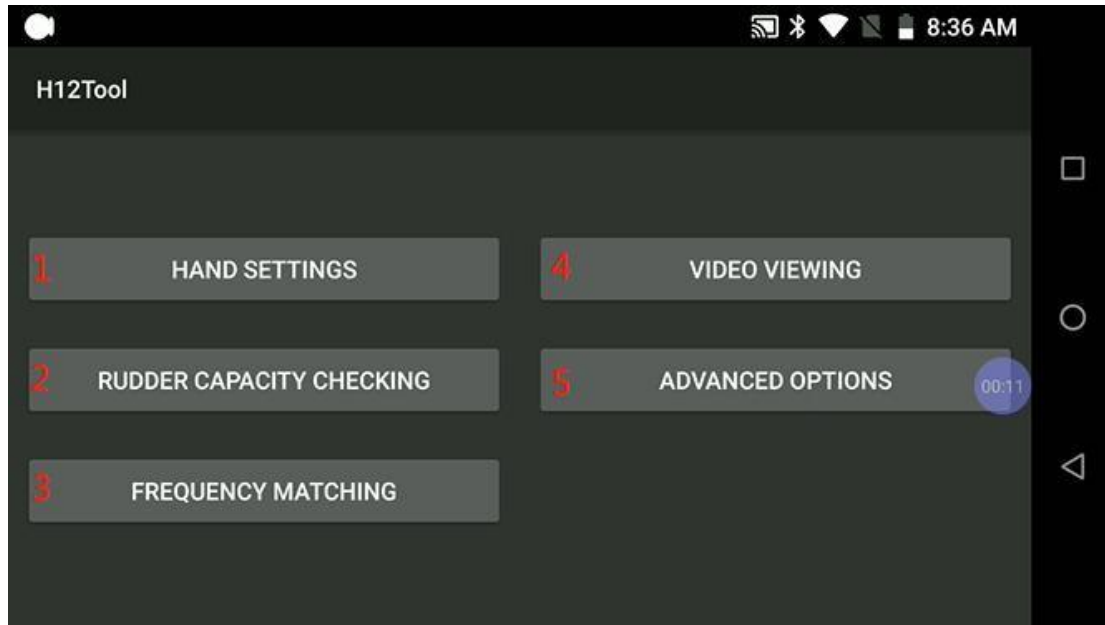 8:36 AM
H12Tool
1 HAND SETTINGS
4 VIDEO VIEWING
2 RUDDER CAPACITY CHECKING
5 ADVANCED OPTIONS
00:11
3 FREQUENCY MATCHING